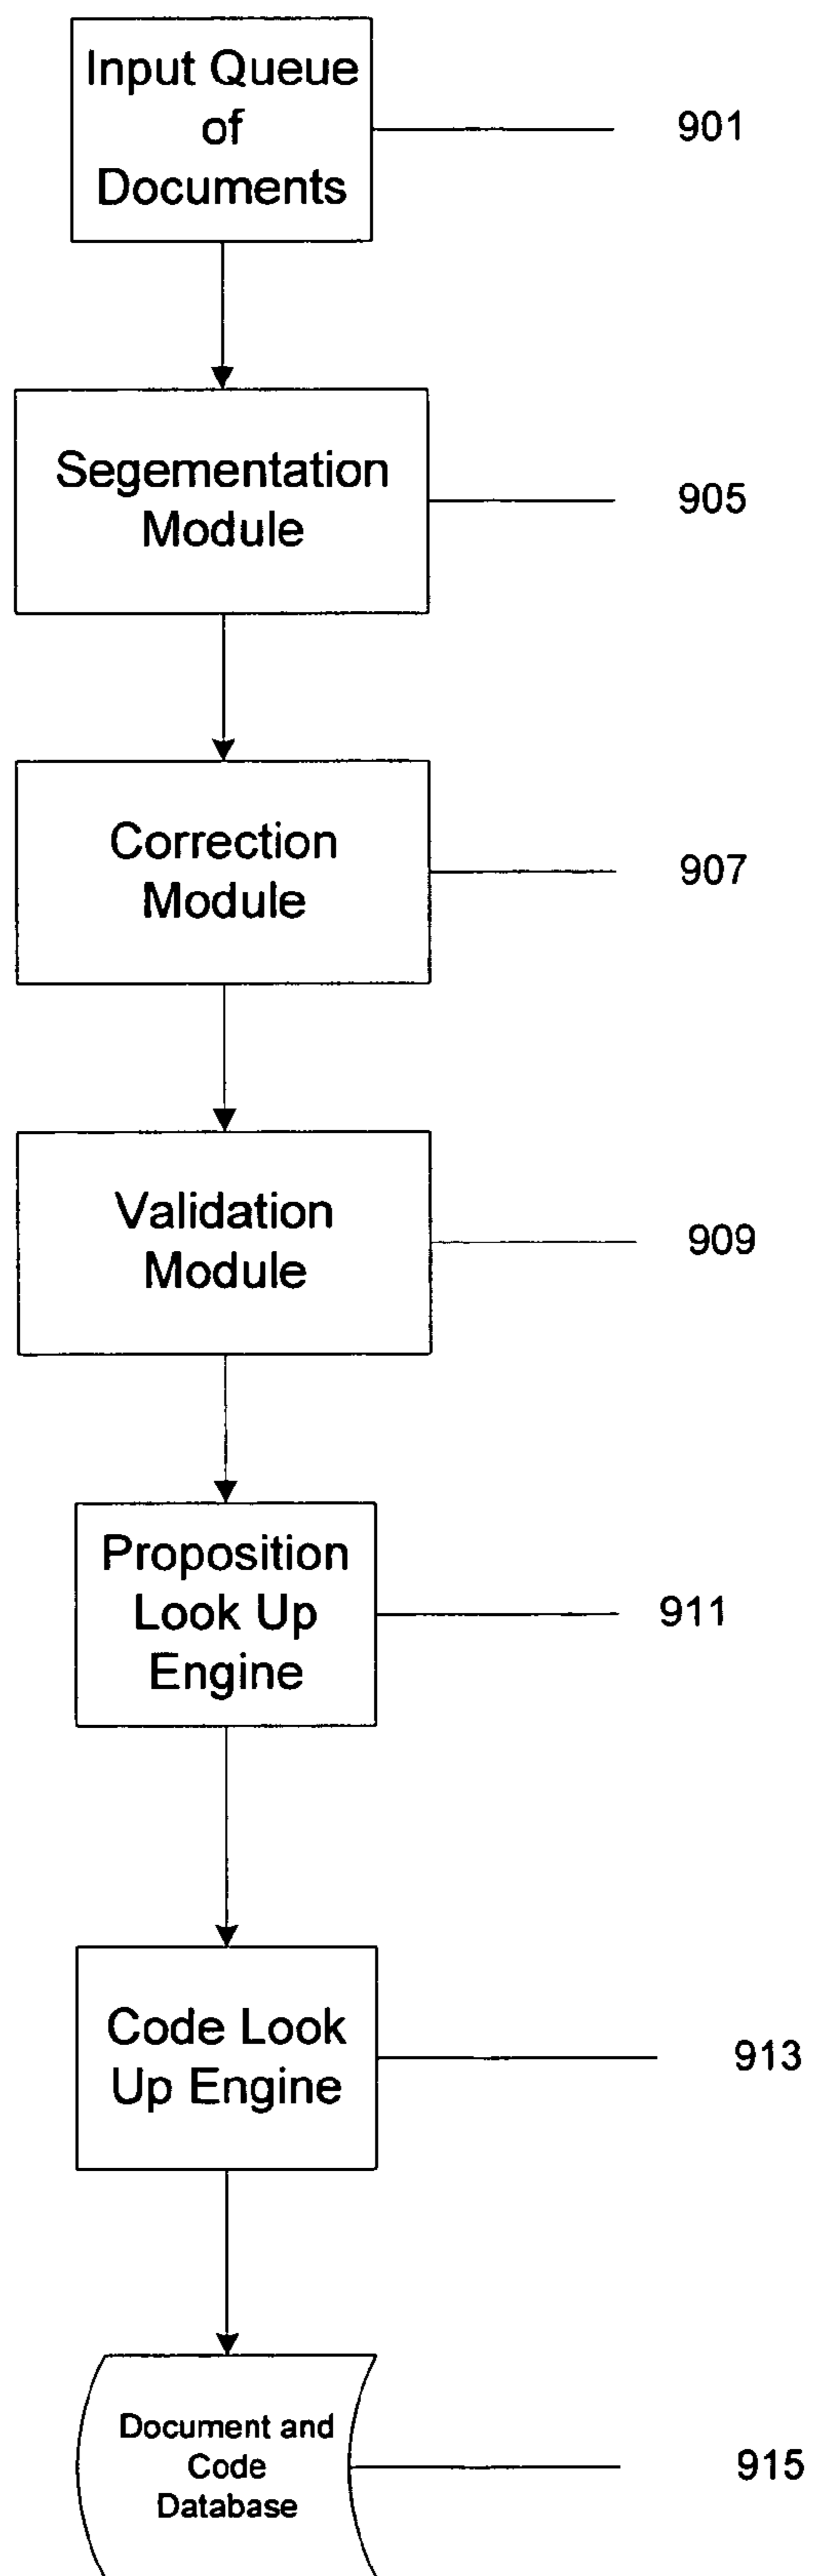 Input Queue
of
Documents
901
Segementation
Module
905
Correction
Module
907
Validation
Module
909
Proposition
Look Up
Engine
911
Code Look
Up Engine
913
Document and
Code
Database
915